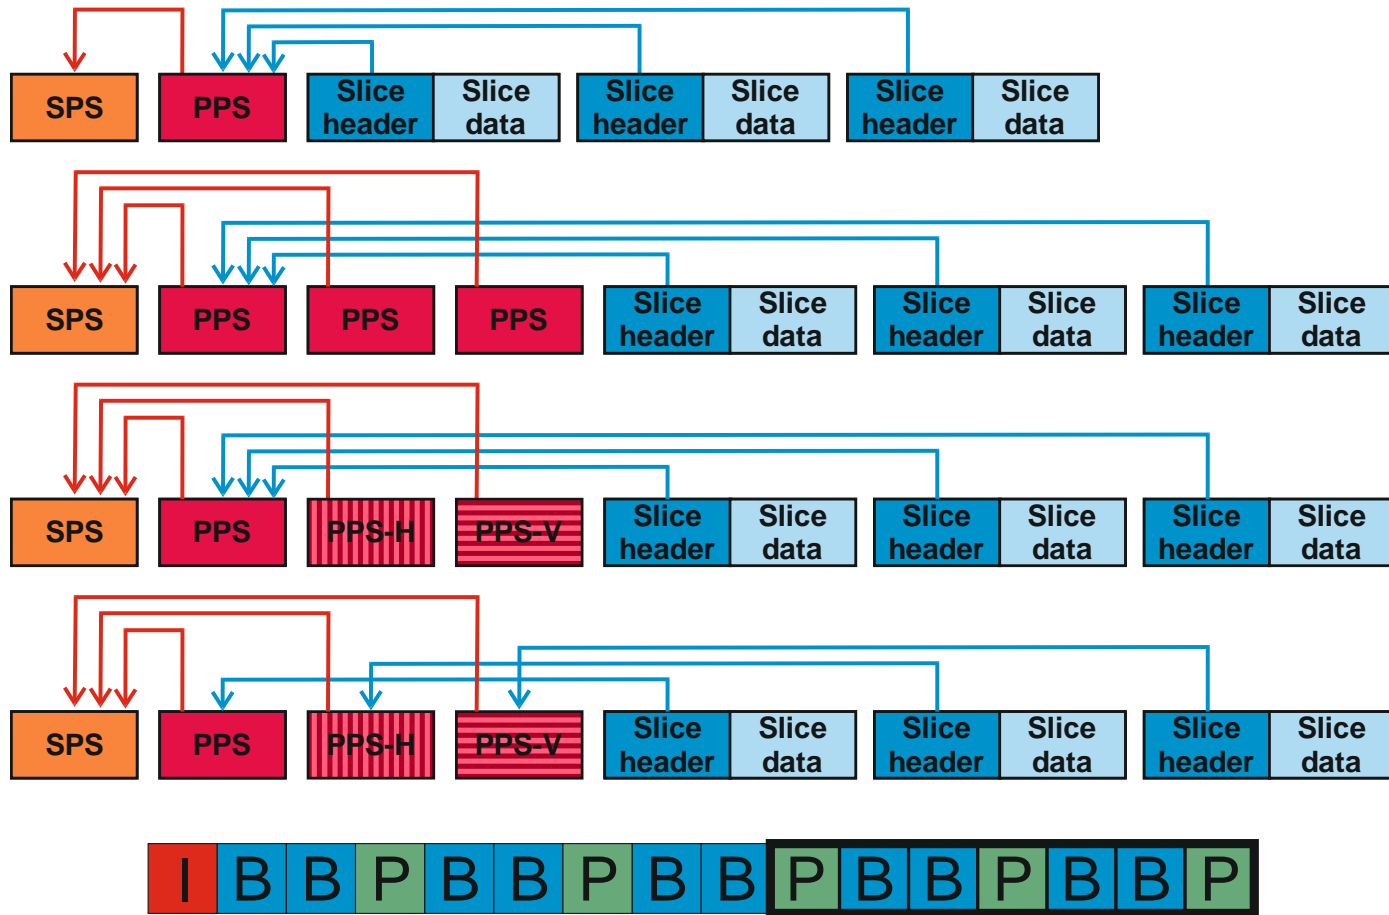 SPS PPS Slice header Slice data Slice header Slice data Slice header Slice data
SPS PPS PPS PPS Slice header Slice data Slice header Slice data Slice header Slice data
SPS PPS PPS-H PPS-V Slice header Slice data Slice header Slice data Slice header Slice data
SPS PPS PPS-H PPS-V Slice header Slice data Slice header Slice data Slice header Slice data
I B B P B B P B B P B B P B B P